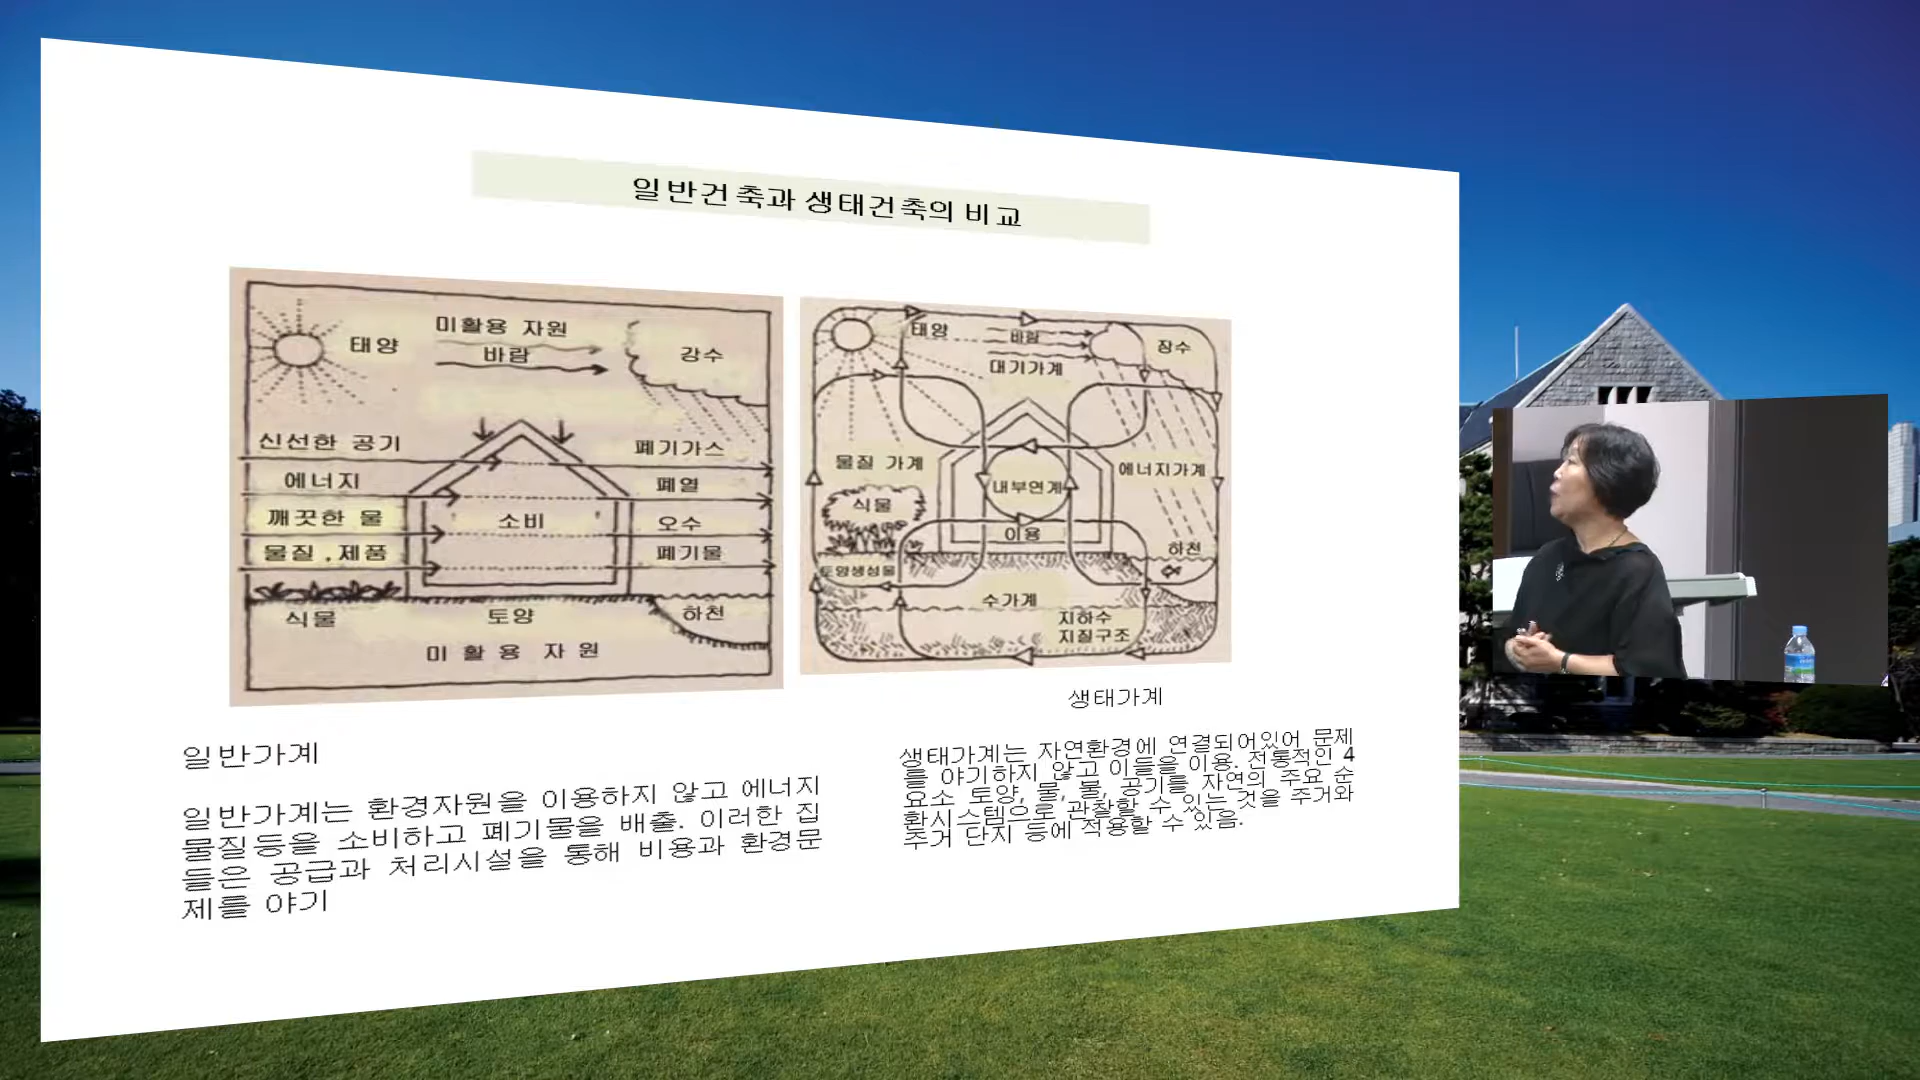 일반건축과 생태건축의 비교
미활용 자원
태양
바람
강수
신선한 공기
폐기가스
에너지
폐열
깨끗한 물
소비
오수
물질 . 제품
폐기물
식물
토양
하천
미 활 용 자 원
태양
바람
장수
대기가계
물질 가계
에너지가계
내부연계
식물
이용
하천
토양생성물
수가계
지하수
지질구조
생태가계
일반가계
일반가계는 환경자원을 이용하지 않고 에너지
물질등을 소비하고 폐기물을 배출. 이러한 집
들은 공급과 처리시설을 통해 비용과 환경문
제를 야기
생태가계는 자연환경에 연결되어있어 문제
를 야기하지 않고 이들을 이용. 전통적인 4
요소 토양, 물, 불, 공기를 자연의 주요 순
환시스템으로 관찰할 수 있는 것을 주거와
주거 단지 등에 적용할 수 있음.